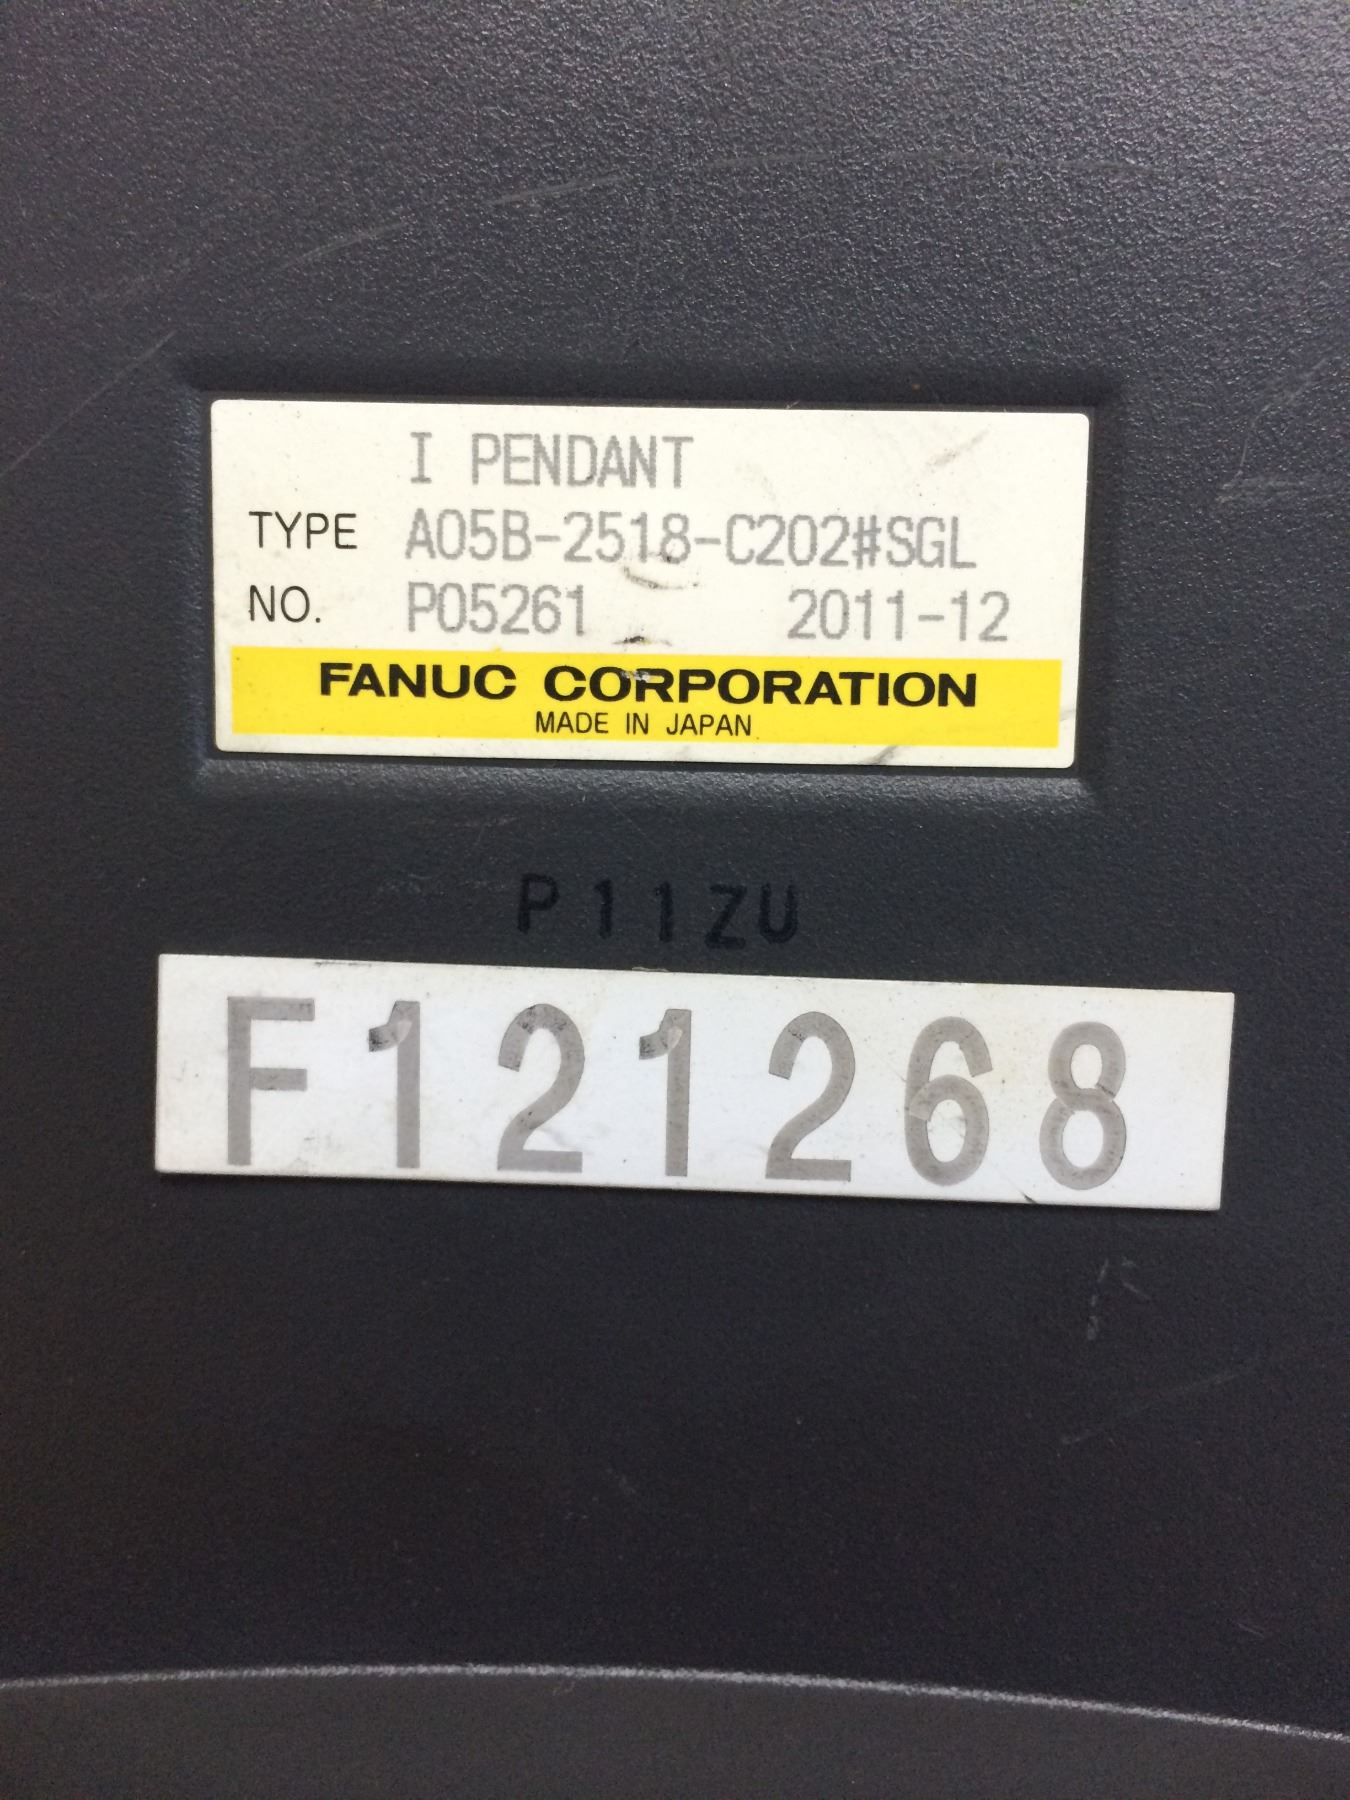 I PENDANT
TYPE A05B-2518-C202#SGL
NO. P05261 2011-12
FANUC CORPORATION
MADE IN JAPAN
P11ZU
F121268